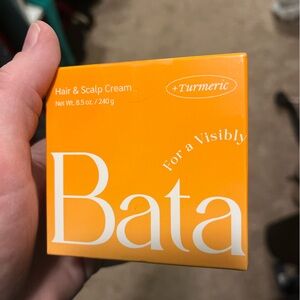 Hair & Scalp Cream
Net Wt. 8.5 oz. / 240 g
+Turmeric
For a Visibly
Bata